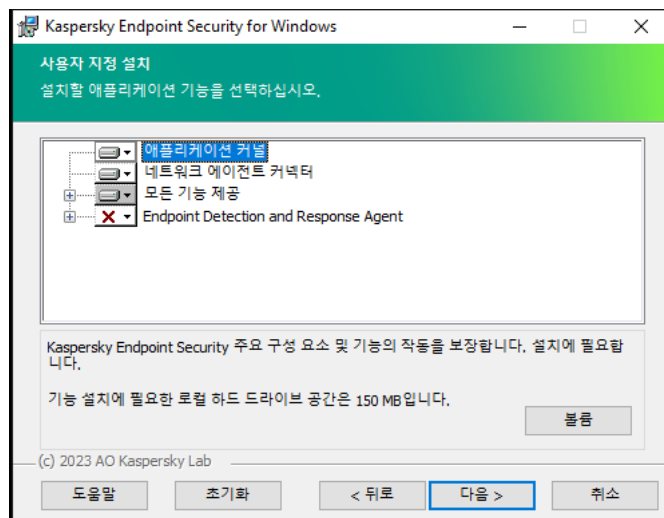 Kaspersky Endpoint Security for Windows
사용자 지정 설치
설치할 애플리케이션 기능을 선택하십시오.
애플리케이션 커널
네트워크 에이전트 커넥터
모든 기능 제공
Endpoint Detection and Response Agent
Kaspersky Endpoint Security 주요 구성 요소 및 기능의 작동을 보장합니다. 설치에 필요합
니다.
기능 설치에 필요한 로컬 하드 드라이브 공간은 150 MB입니다.
볼륨
(c) 2023 AO Kaspersky Lab
도움말 초기화 < 뒤로 다음 > 취소